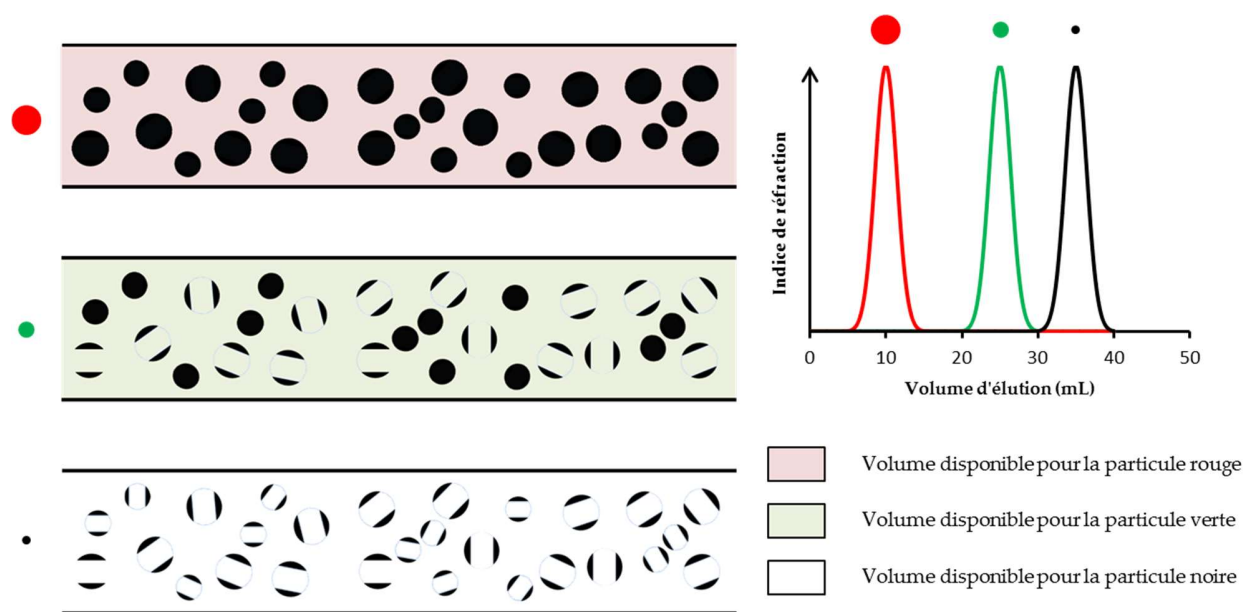 Indice de réfraction
0 10 20 30 40 50
Volume d'élution (mL)
Volume disponible pour la particule rouge
Volume disponible pour la particule verte
Volume disponible pour la particule noire